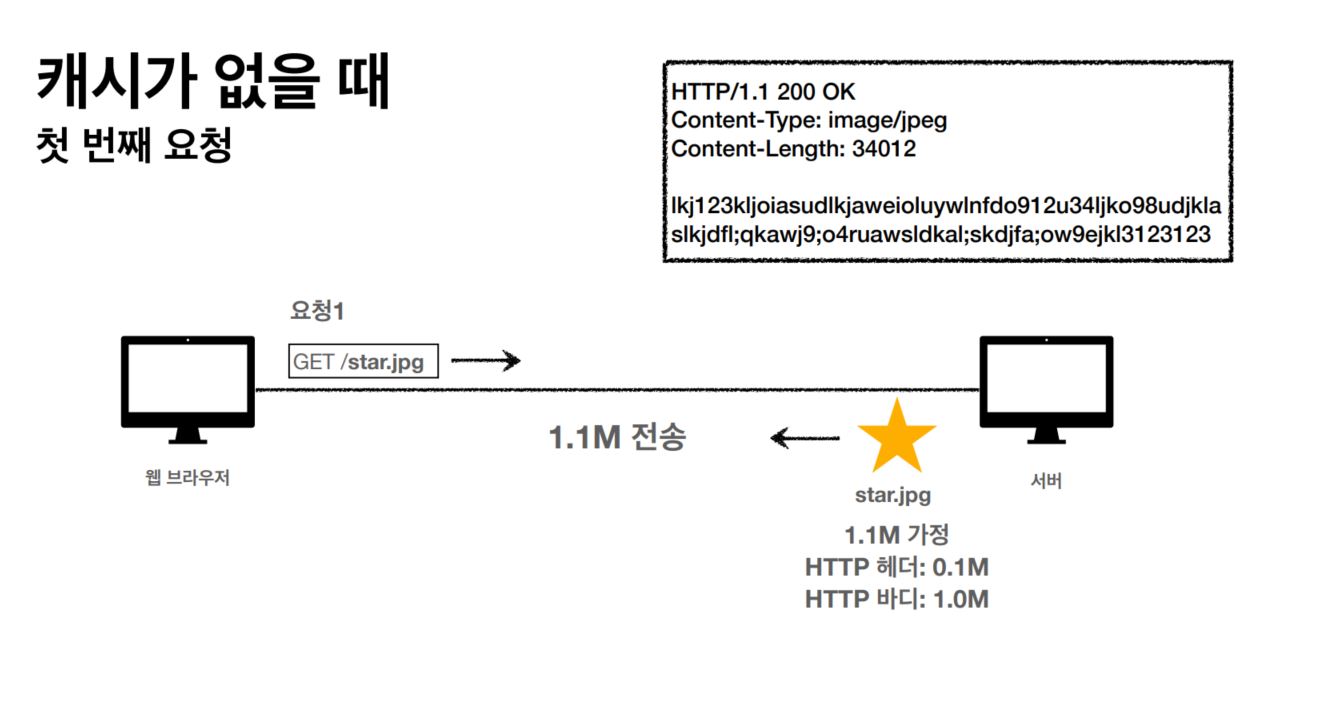 캐시가 없을 때
첫 번째 요청
HTTP/1.1 200 OK
Content-Type: image/jpeg
Content-Length: 34012
lkj123kljoiasudlkjaweioluywlnfdo912u34ljko98udjkla
slkjdfl;qkawj9;o4ruawsldkal;skdjfa;ow9ejkl3123123
요청1
GET /star.jpg
1.1M 전송
웹 브라우저
서버
star.jpg
1.1M 가정
HTTP 헤더: 0.1M
HTTP 바디: 1.0M